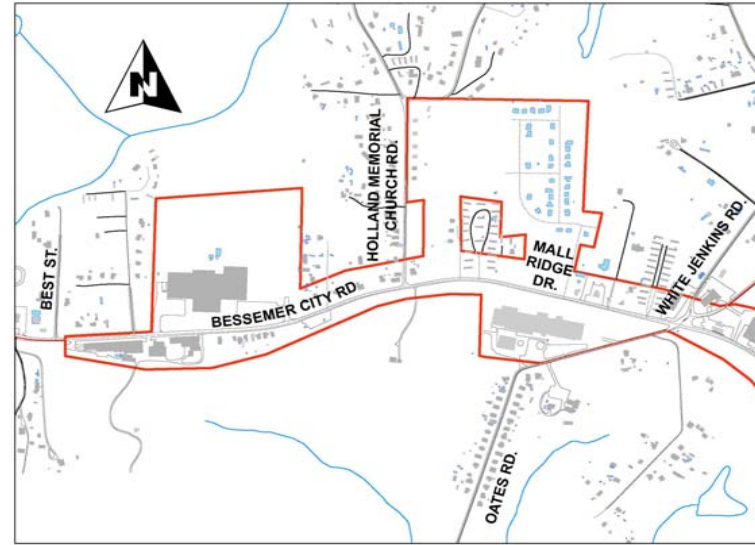 N
HOLLAND MEMORIAL
CHURCH RD.
BEST ST.
BESSEMER CITY RD
MALL
RIDGE
DR.
WHITE JENKINS RD.
OATES RD.